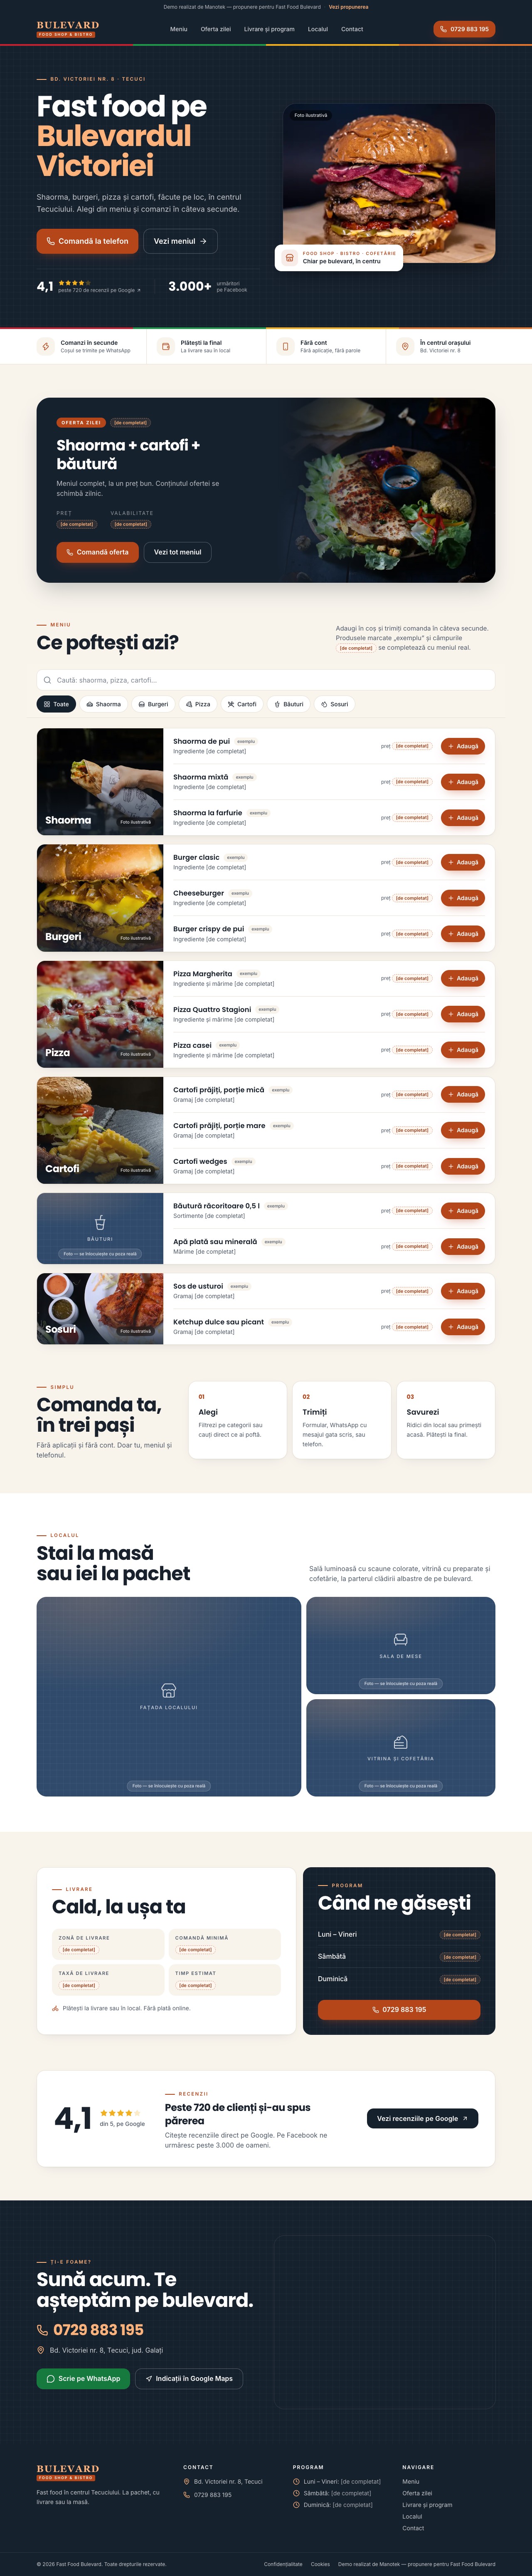 Demo realizat de Manotek — propunere pentru Fast Food Bulevard · Vezi propunerea
BULEVARD
FOOD SHOP & BISTRO
Meniu
Oferta zilei
Livrare și program
Localul
Contact
0729 883 195
BD. VICTORIEI NR. 8 · TECUCI
Fast food pe
Bulevardul
Victoriei
Shaorma, burgeri, pizza și cartofi, făcute pe loc, în centrul
Tecuciului. Alegi din meniu și comanzi în câteva secunde.
Comandă la telefon
Vezi meniul
4,1
peste 720 de recenzii pe Google
3.000+
urmăritori
pe Facebook
Foto ilustrativă
FOOD SHOP · BISTRO · COFETĂRIE
Chiar pe bulevard, în centru
Comanzi în secunde
Coșul se trimite pe WhatsApp
Plătești la final
La livrare sau în local
Fără cont
Fără aplicație, fără parole
În centrul orașului
Bd. Victoriei nr. 8
OFERTA ZILEI
[de completat]
Shaorma + cartofi +
băutură
Meniul complet, la un preț bun. Conținutul ofertei se
schimbă zilnic.
PREȚ
[de completat]
VALABILITATE
[de completat]
Comandă oferta
Vezi tot meniul
MENIU
Ce poftești azi?
Adaugi în coș și trimiți comanda în câteva secunde.
Produsele marcate „exemplu” și câmpurile
[de completat] se completează cu meniul real.
Caută: shaorma, pizza, cartofi...
Toate
Shaorma
Burgeri
Pizza
Cartofi
Băuturi
Sosuri
Shaorma
Foto ilustrativă
Shaorma de pui exemplu
Ingrediente [de completat]
preț [de completat]
Adaugă
Shaorma mixtă exemplu
Ingrediente [de completat]
preț [de completat]
Adaugă
Shaorma la farfurie exemplu
Ingrediente [de completat]
preț [de completat]
Adaugă
Burgeri
Foto ilustrativă
Burger clasic exemplu
Ingrediente [de completat]
preț [de completat]
Adaugă
Cheeseburger exemplu
Ingrediente [de completat]
preț [de completat]
Adaugă
Burger crispy de pui exemplu
Ingrediente [de completat]
preț [de completat]
Adaugă
Pizza
Foto ilustrativă
Pizza Margherita exemplu
Ingrediente și mărime [de completat]
preț [de completat]
Adaugă
Pizza Quattro Stagioni exemplu
Ingrediente și mărime [de completat]
preț [de completat]
Adaugă
Pizza casei exemplu
Ingrediente și mărime [de completat]
preț [de completat]
Adaugă
Cartofi
Foto ilustrativă
Cartofi prăjiți, porție mică exemplu
Gramaj [de completat]
preț [de completat]
Adaugă
Cartofi prăjiți, porție mare exemplu
Gramaj [de completat]
preț [de completat]
Adaugă
Cartofi wedges exemplu
Gramaj [de completat]
preț [de completat]
Adaugă
BĂUTURI
Foto — se înlocuiește cu poza reală
Băutură răcoritoare 0,5 l exemplu
Sortimente [de completat]
preț [de completat]
Adaugă
Apă plată sau minerală exemplu
Mărime [de completat]
preț [de completat]
Adaugă
Sosuri
Foto ilustrativă
Sos de usturoi exemplu
Gramaj [de completat]
preț [de completat]
Adaugă
Ketchup dulce sau picant exemplu
Gramaj [de completat]
preț [de completat]
Adaugă
SIMPLU
Comanda ta,
în trei pași
Fără aplicații și fără cont. Doar tu, meniul și
telefonul.
01
Alegi
Filtrezi pe categorii sau
cauți direct ce ai poftă.
02
Trimiți
Formular, WhatsApp cu
mesajul gata scris, sau
telefon.
03
Savurezi
Ridici din local sau primești
acasă. Plătești la final.
LOCALUL
Stai la masă
sau iei la pachet
Sală luminoasă cu scaune colorate, vitrină cu preparate și
cofetărie, la parterul clădirii albastre de pe bulevard.
FAȚADA LOCALULUI
Foto — se înlocuiește cu poza reală
SALA DE MESE
Foto — se înlocuiește cu poza reală
VITRINA ȘI COFETĂRIA
Foto — se înlocuiește cu poza reală
LIVRARE
Cald, la ușa ta
ZONĂ DE LIVRARE
[de completat]
COMANDĂ MINIMĂ
[de completat]
TAXĂ DE LIVRARE
[de completat]
TIMP ESTIMAT
[de completat]
Plătești la livrare sau în local. Fără plată online.
PROGRAM
Când ne găsești
Luni – Vineri [de completat]
Sâmbătă [de completat]
Duminică [de completat]
0729 883 195
4,1
din 5, pe Google
RECENZII
Peste 720 de clienți și-au spus
părerea
Citește recenziile direct pe Google. Pe Facebook ne
urmăresc peste 3.000 de oameni.
Vezi recenziile pe Google
ȚI-E FOAME?
Sună acum. Te
așteptăm pe bulevard.
0729 883 195
Bd. Victoriei nr. 8, Tecuci, jud. Galați
Scrie pe WhatsApp
Indicații în Google Maps
BULEVARD
FOOD SHOP & BISTRO
Fast food în centrul Tecuciului. La pachet, cu
livrare sau la masă.
CONTACT
Bd. Victoriei nr. 8, Tecuci
0729 883 195
PROGRAM
Luni – Vineri: [de completat]
Sâmbătă: [de completat]
Duminică: [de completat]
NAVIGARE
Meniu
Oferta zilei
Livrare și program
Localul
Contact
© 2026 Fast Food Bulevard. Toate drepturile rezervate.
Confidențialitate
Cookies
Demo realizat de Manotek — propunere pentru Fast Food Bulevard